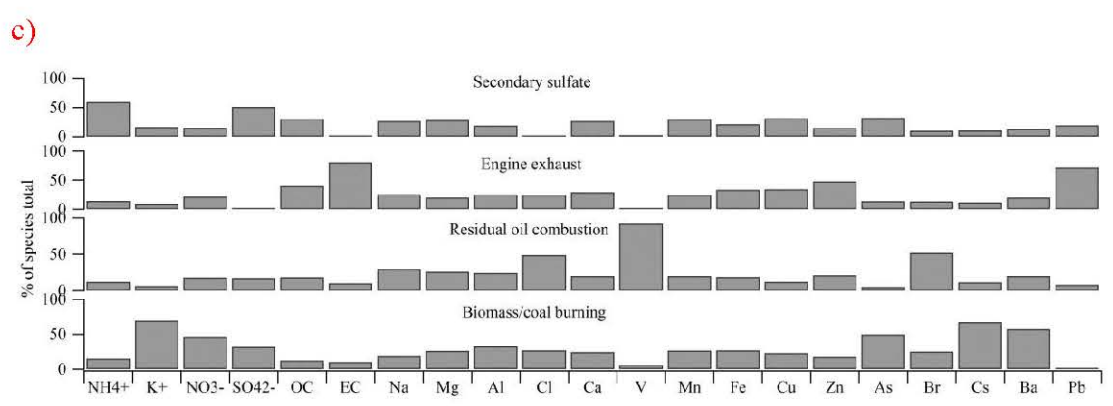 c)
Secondary sulfate
100
50
0
Engine exhaust
100
50
0
Residual oil combustion
100
50
0
Biomass/coal burning
100
50
0
% of species total
NH4+ K+ NO3- SO42- OC EC Na Mg Al Cl Ca V Mn Fe Cu Zn As Br Cs Ba Pb